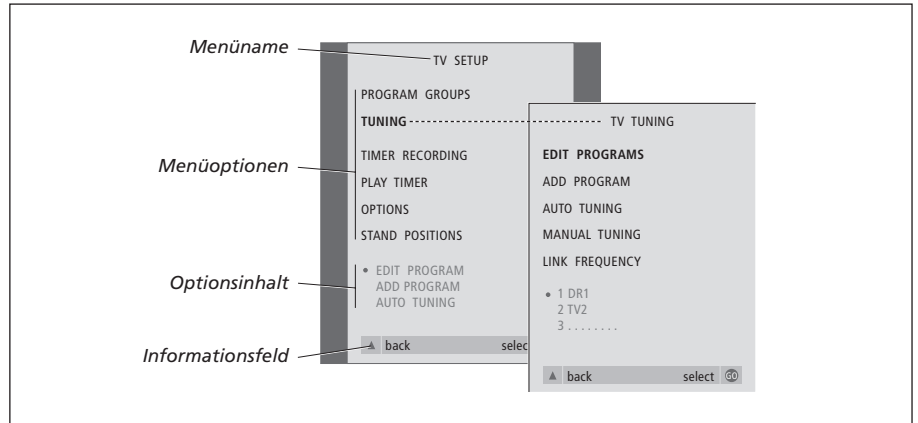 Menüname
TV SETUP
PROGRAM GROUPS
TUNING
TIMER RECORDING
PLAY TIMER
OPTIONS
STAND POSITIONS
Menüoptionen
• EDIT PROGRAM
ADD PROGRAM
AUTO TUNING
Optionsinhalt
▲ back selec
Informationsfeld
TV TUNING
EDIT PROGRAMS
ADD PROGRAM
AUTO TUNING
MANUAL TUNING
LINK FREQUENCY
• 1 DR1
2 TV2
3 . . . . . . . .
▲ back select GO